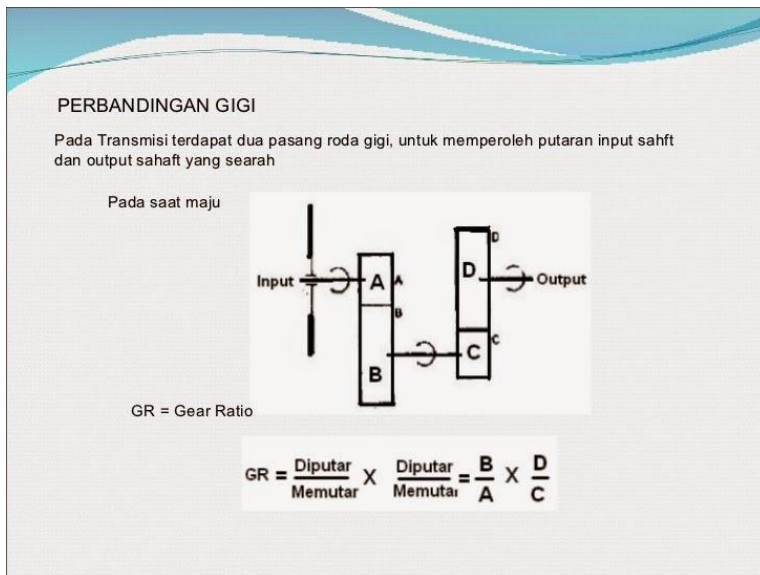 PERBANDINGAN GIGI
Pada Transmisi terdapat dua pasang roda gigi, untuk memperoleh putaran input sahft
dan output sahaft yang searah
Pada saat maju
D
D
Input
A
A
Output
B
C
C
B
GR = Gear Ratio
GR = Diputar/Memutar X Diputar/Memutar = B/A X D/C